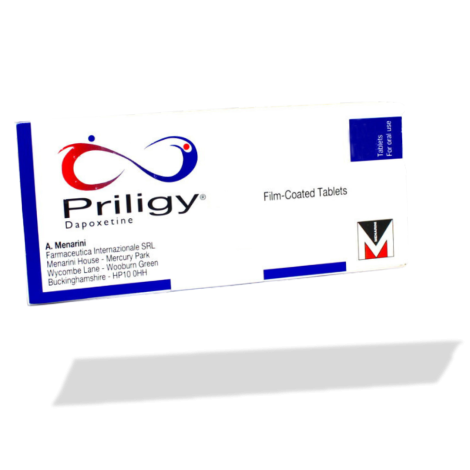 Priligy®
Dapoxetine
A. Menarini
Farmaceutica Internazionale SRL
Menarini House - Mercury Park
Wycombe Lane - Wooburn Green
Buckinghamshire - HP10 0HH
Film-Coated Tablets
Tablets
For oral use
MENARINI